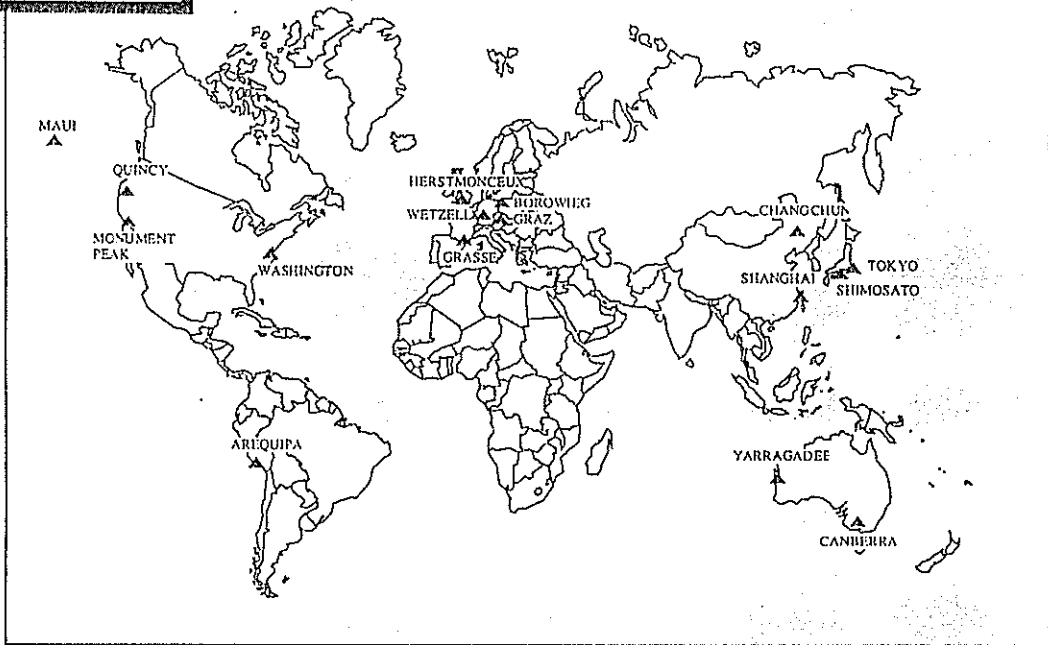 MAUI
QUINCY
HERSTMONCEUX
BOROWIEG
WETZELL
GRAZ
CHANGCHUN
MONUMENT
PEAK
GRASSE
WASHINGTON
TOKYO
SHANGHAI
SHIMOSATO
AREQUIPA
YARRAGADEE
CANBERRA